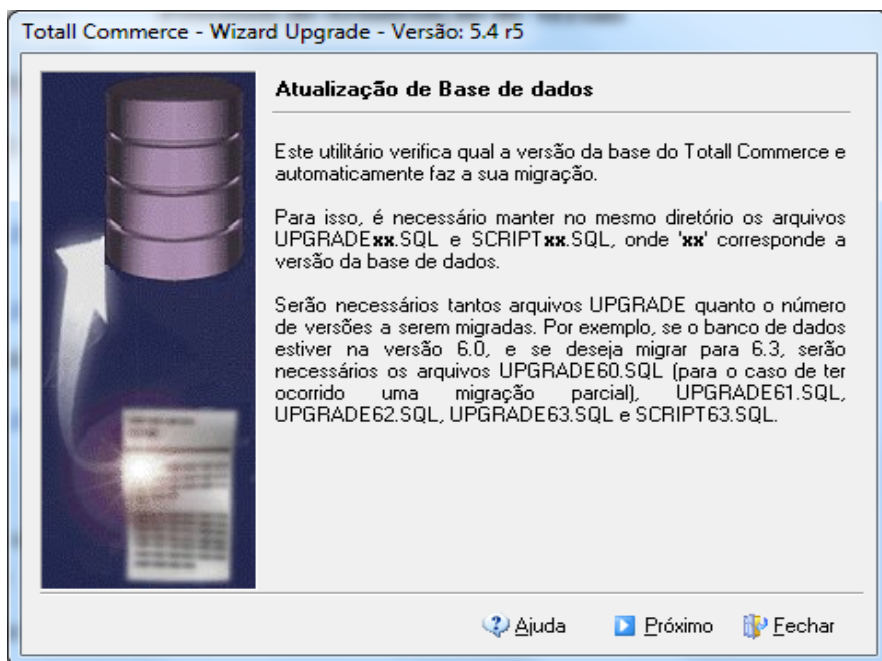 Totall Commerce - Wizard Upgrade - Versão: 5.4 r5
Atualização de Base de dados
Este utilitário verifica qual a versão da base do Totall Commerce e
automaticamente faz a sua migração.
Para isso, é necessário manter no mesmo diretório os arquivos
UPGRADExx.SQL e SCRIPTxx.SQL, onde 'xx' corresponde a
versão da base de dados.
Serão necessários tantos arquivos UPGRADE quanto o número
de versões a serem migradas. Por exemplo, se o banco de dados
estiver na versão 6.0, e se deseja migrar para 6.3, serão
necessários os arquivos UPGRADE60.SQL (para o caso de ter
ocorrido uma migração parcial), UPGRADE61.SQL,
UPGRADE62.SQL, UPGRADE63.SQL e SCRIPT63.SQL.
Ajuda Próximo Fechar